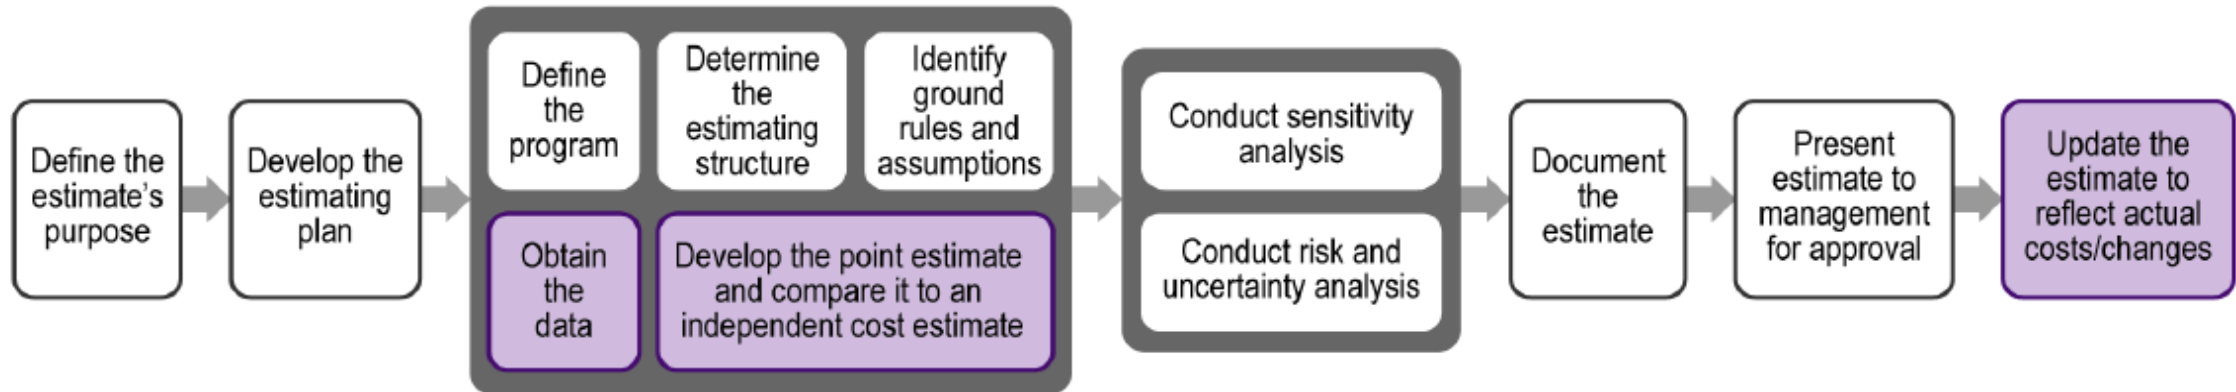 Define the
estimate's
purpose
Develop the
estimating
plan
Define
the
program
Determine
the
estimating
structure
Identify
ground
rules and
assumptions
Obtain
the
data
Develop the point estimate
and compare it to an
independent cost estimate
Conduct sensitivity
analysis
Conduct risk and
uncertainty analysis
Document
the
estimate
Present
estimate to
management
for approval
Update the
estimate to
reflect actual
costs/changes